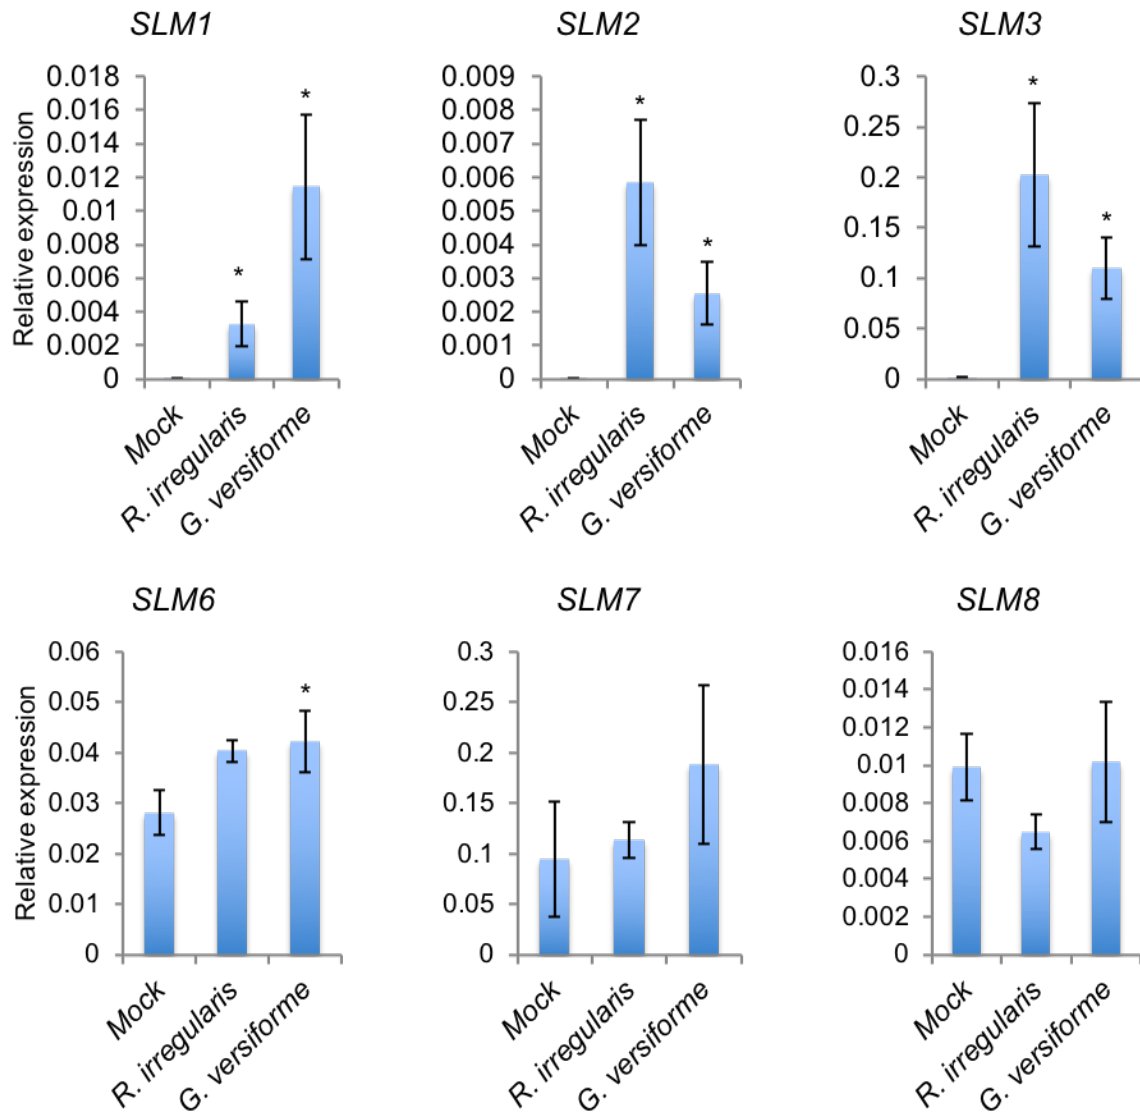 SLM1
SLM2
SLM3
Relative expression
0.018
0.016
0.014
0.012
0.01
0.008
0.006
0.004
0.002
0
*
*
Mock
R. irregularis
G. versiforme
0.009
0.008
0.007
0.006
0.005
0.004
0.003
0.002
0.001
0
*
*
Mock
R. irregularis
G. versiforme
0.3
0.25
0.2
0.15
0.1
0.05
0
*
*
Mock
R. irregularis
G. versiforme
SLM6
SLM7
SLM8
Relative expression
0.06
0.05
0.04
0.03
0.02
0.01
0
*
Mock
R. irregularis
G. versiforme
0.3
0.25
0.2
0.15
0.1
0.05
0
Mock
R. irregularis
G. versiforme
0.016
0.014
0.012
0.01
0.008
0.006
0.004
0.002
0
Mock
R. irregularis
G. versiforme